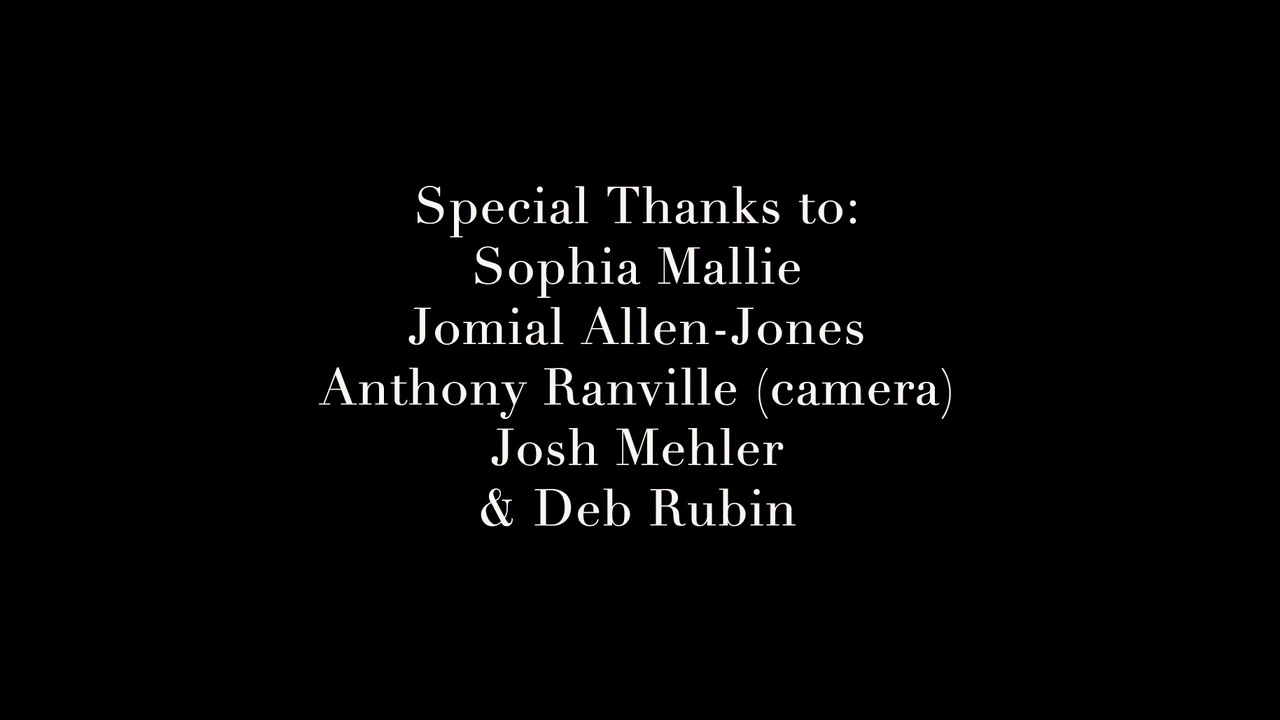 Special Thanks to:
Sophia Mallie
Jomial Allen-Jones
Anthony Ranville (camera)
Josh Mehler
& Deb Rubin